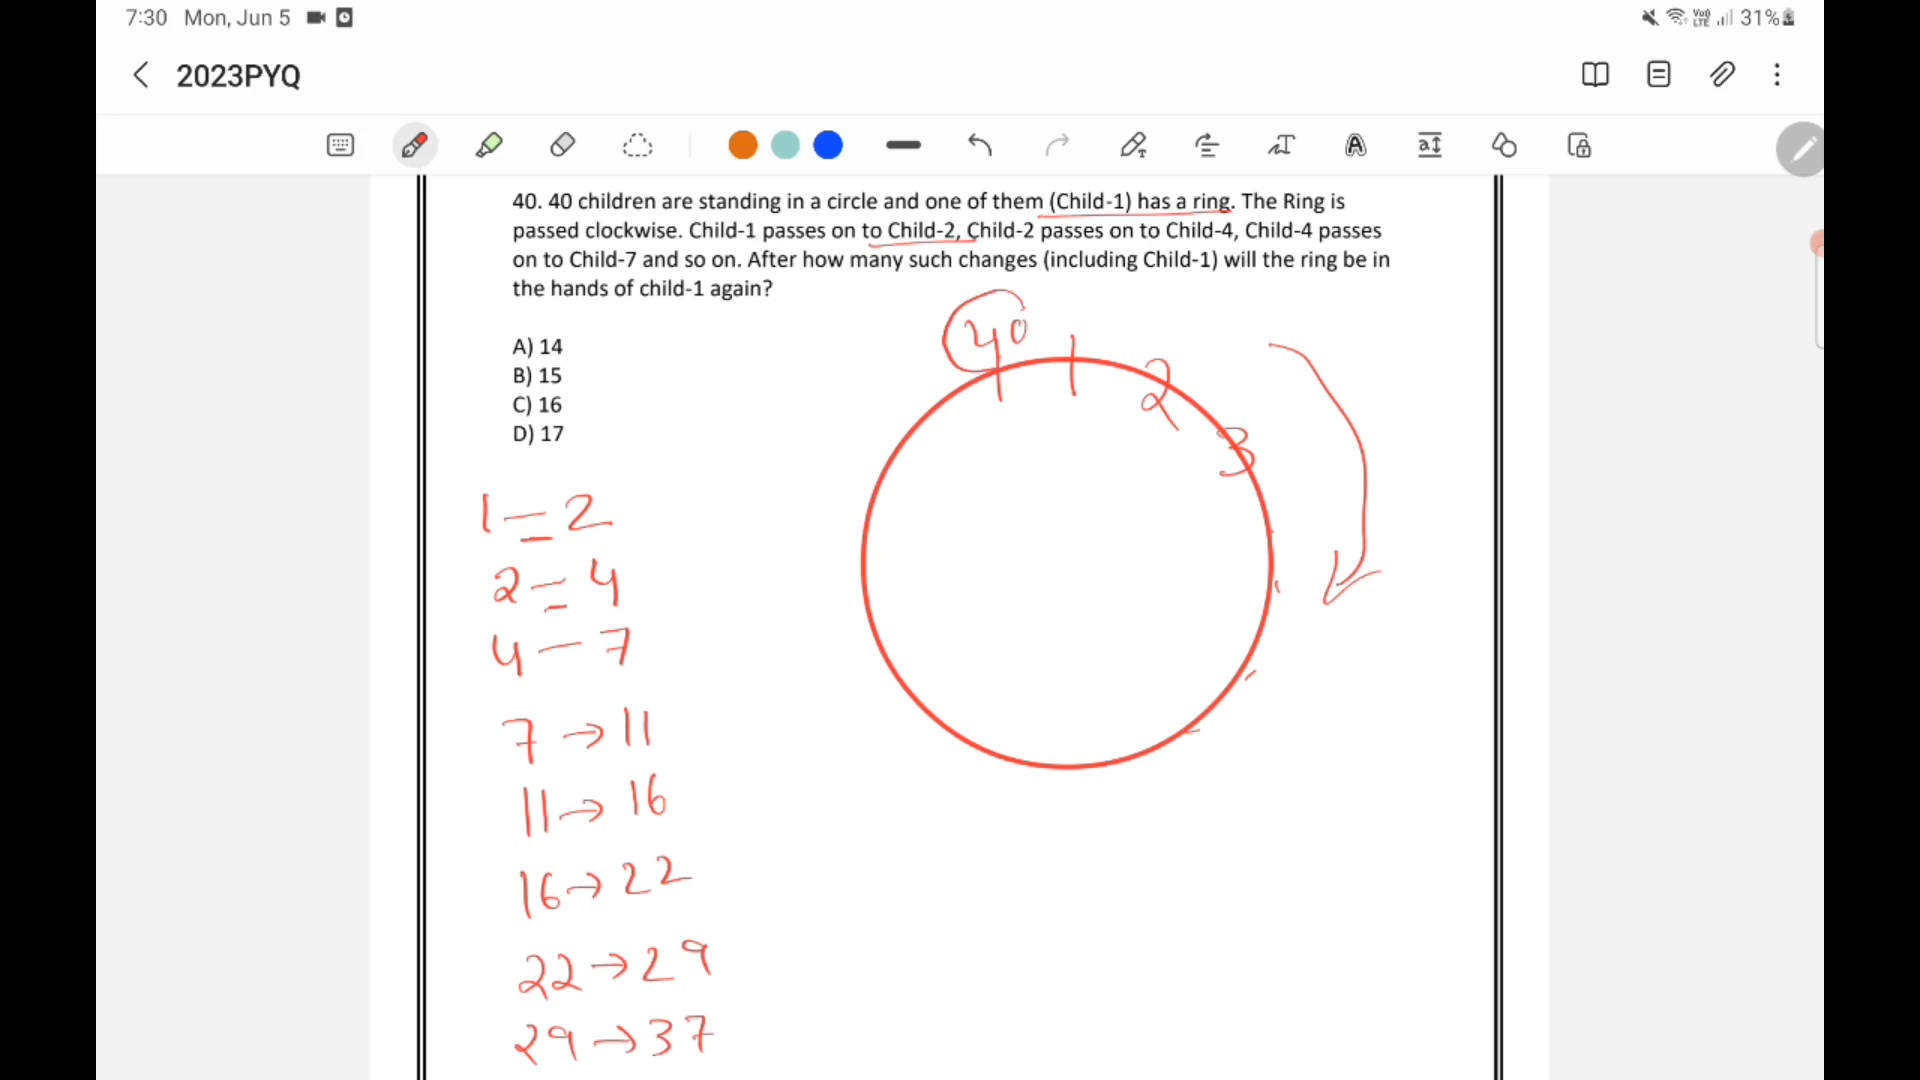 7:30 Mon, Jun 5
Vo)) LTE 31%
2023PYQ
40. 40 children are standing in a circle and one of them (Child-1) has a ring. The Ring is
passed clockwise. Child-1 passes on to Child-2, Child-2 passes on to Child-4, Child-4 passes
on to Child-7 and so on. After how many such changes (including Child-1) will the ring be in
the hands of child-1 again?
A) 14
B) 15
C) 16
D) 17
40 1 2
3
1 – 2
2 – 4
4 – 7
7 → 11
11 → 16
16 → 22
22 → 29
29 → 37